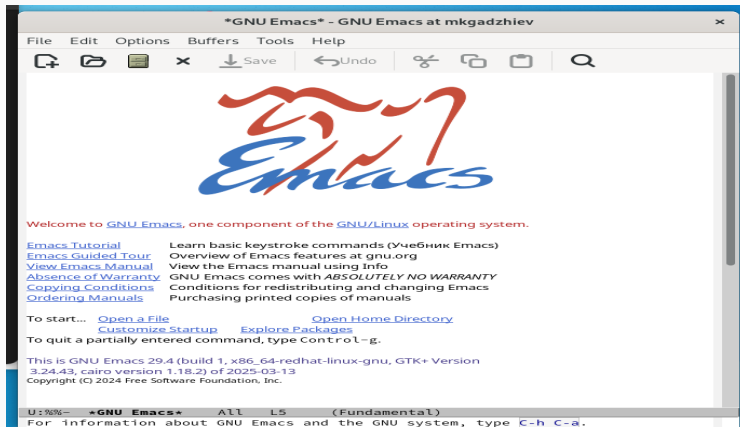 *GNU Emacs* - GNU Emacs at mkgadzhiev ×
File Edit Options Buffers Tools Help
Save Undo
Emacs
Welcome to GNU Emacs, one component of the GNU/Linux operating system.
Emacs Tutorial Learn basic keystroke commands (Учебник Emacs)
Emacs Guided Tour Overview of Emacs features at gnu.org
View Emacs Manual View the Emacs manual using Info
Absence of Warranty GNU Emacs comes with ABSOLUTELY NO WARRANTY
Copying Conditions Conditions for redistributing and changing Emacs
Ordering Manuals Purchasing printed copies of manuals
To start... Open a File Open Home Directory
Customize Startup Explore Packages
To quit a partially entered command, type Control-g.
This is GNU Emacs 29.4 (build 1, x86_64-redhat-linux-gnu, GTK+ Version
3.24.43, cairo version 1.18.2) of 2025-03-13
Copyright (C) 2024 Free Software Foundation, Inc.
U:%%- *GNU Emacs* All L5 (Fundamental)
For information about GNU Emacs and the GNU system, type C-h C-a.